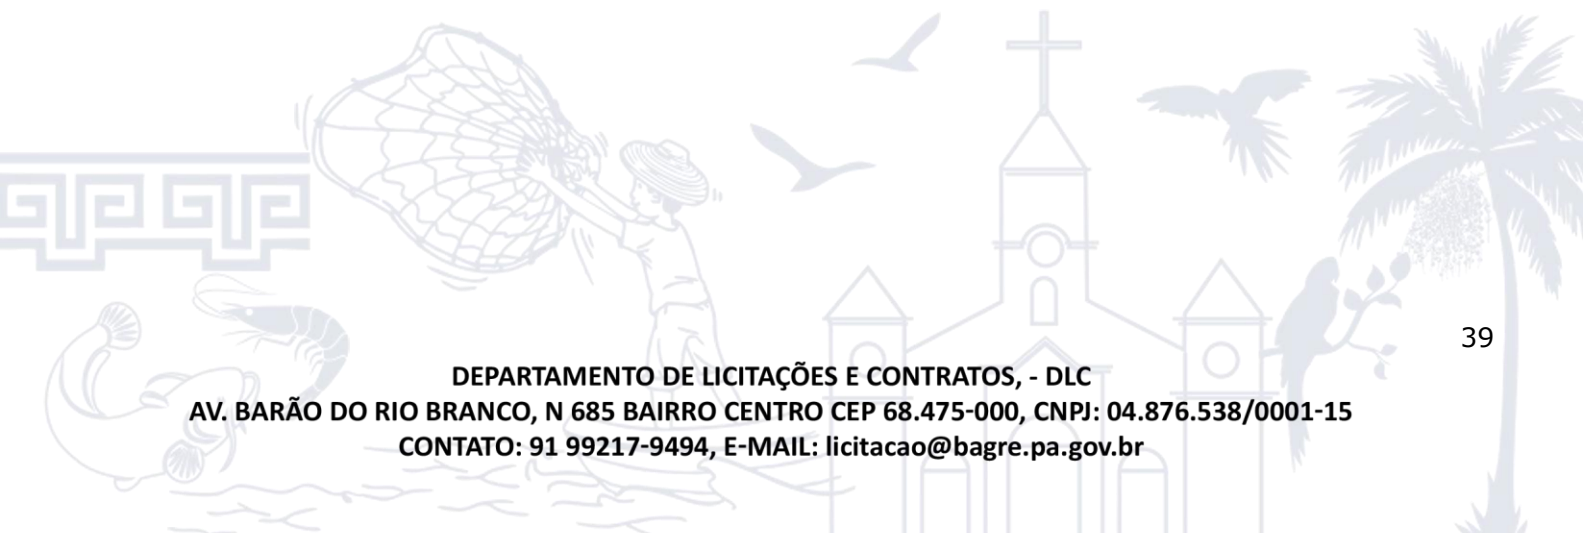 39
DEPARTAMENTO DE LICITAÇÕES E CONTRATOS, - DLC
AV. BARÃO DO RIO BRANCO, N 685 BAIRRO CENTRO CEP 68.475-000, CNPJ: 04.876.538/0001-15
CONTATO: 91 99217-9494, E-MAIL: licitacao@bagre.pa.gov.br